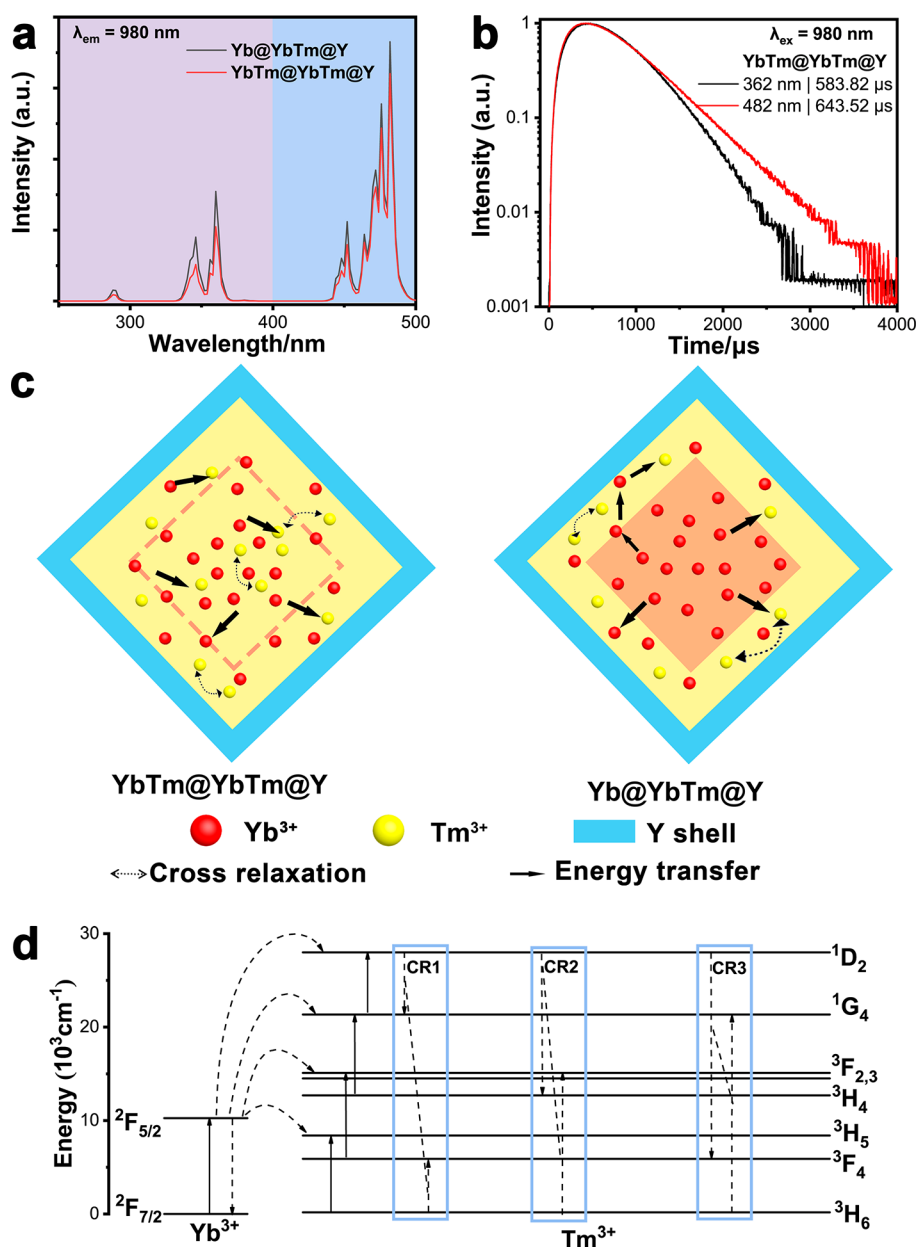 a
λem = 980 nm
Yb@YbTm@Y
YbTm@YbTm@Y
Intensity (a.u.)
300
400
500
Wavelength/nm
b
λex = 980 nm
YbTm@YbTm@Y
362 nm | 583.82 µs
482 nm | 643.52 µs
Intensity (a.u.)
1
0.1
0.01
0.001
0
1000
2000
3000
4000
Time/µs
c
YbTm@YbTm@Y
Yb@YbTm@Y
Yb³⁺
Tm³⁺
Y shell
Cross relaxation
Energy transfer
d
Energy (10³cm⁻¹)
30
20
10
0
²F5/2
²F7/2
Yb³⁺
CR1
CR2
CR3
¹D₂
¹G₄
³F2,3
³H₄
³H₅
³F₄
³H₆
Tm³⁺